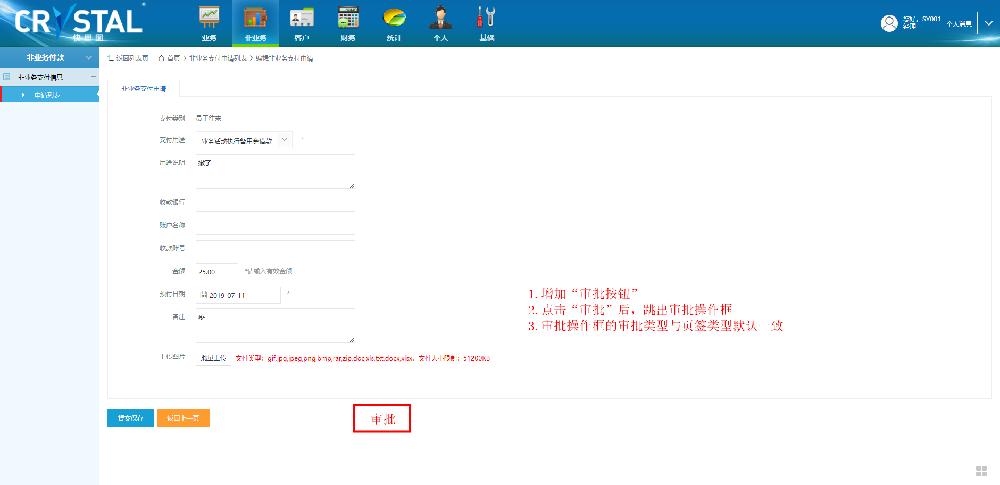 CRYSTAL®
快思图
业务
非业务
客户
财务
统计
个人
基础
您好，SY001
经理
个人消息
非业务付款
非业务支付信息
申请列表
返回列表页 首页 > 非业务支付申请列表 > 编辑非业务支付申请
非业务支付申请
支付类别 员工往来
支付用途 业务活动执行备用金借款 *
用途说明 撤了
收款银行
账户名称
收款账号
金额 25.00 *请输入有效金额
预付日期 2019-07-11 *
备注 疼
上传图片 批量上传 文件类型：gif,jpg,jpeg,png,bmp,rar,zip,doc,xls,txt,docx,xlsx，文件大小限制：51200KB
1.增加“审批按钮”
2.点击“审批”后，跳出审批操作框
3.审批操作框的审批类型与页签类型默认一致
提交保存 返回上一页 审批